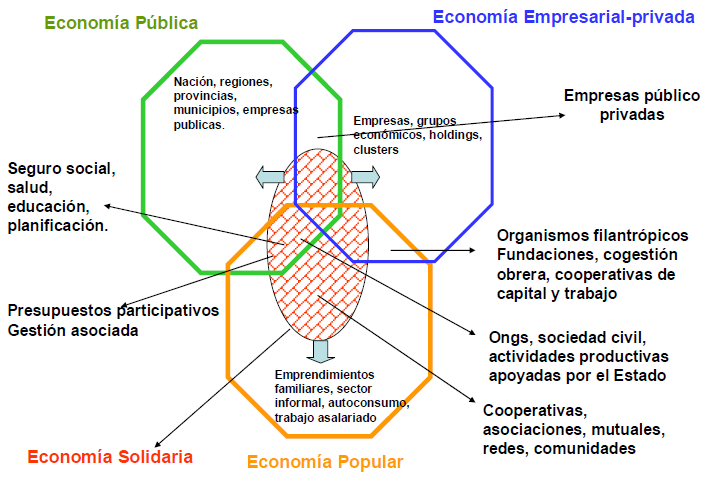 Economía Pública
Economía Empresarial-privada
Nación, regiones,
provincias,
municipios, empresas
publicas.
Empresas, grupos
económicos, holdings,
clusters
Empresas público
privadas
Seguro social,
salud,
educación,
planificación.
Organismos filantrópicos
Fundaciones, cogestión
obrera, cooperativas de
capital y trabajo
Presupuestos participativos
Gestión asociada
Ongs, sociedad civil,
actividades productivas
apoyadas por el Estado
Emprendimientos
familiares, sector
informal, autoconsumo,
trabajo asalariado
Cooperativas,
asociaciones, mutuales,
redes, comunidades
Economía Solidaria
Economía Popular